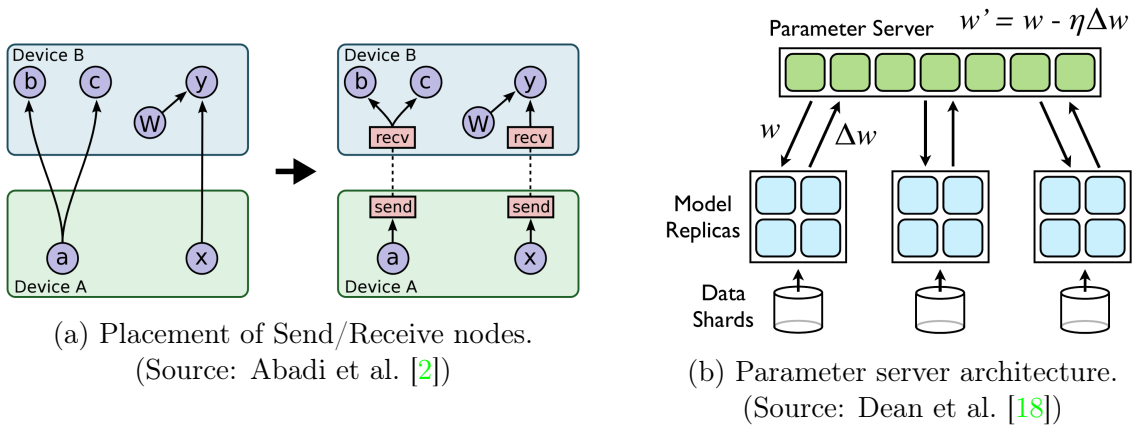 Device B
b
c
y
W
a
x
Device A
Device B
b
c
y
W
recv
recv
send
send
a
x
Device A
(a) Placement of Send/Receive nodes.
(Source: Abadi et al. [2])
Parameter Server
w' = w - ηΔw
w
Δw
Model
Replicas
Data
Shards
(b) Parameter server architecture.
(Source: Dean et al. [18])